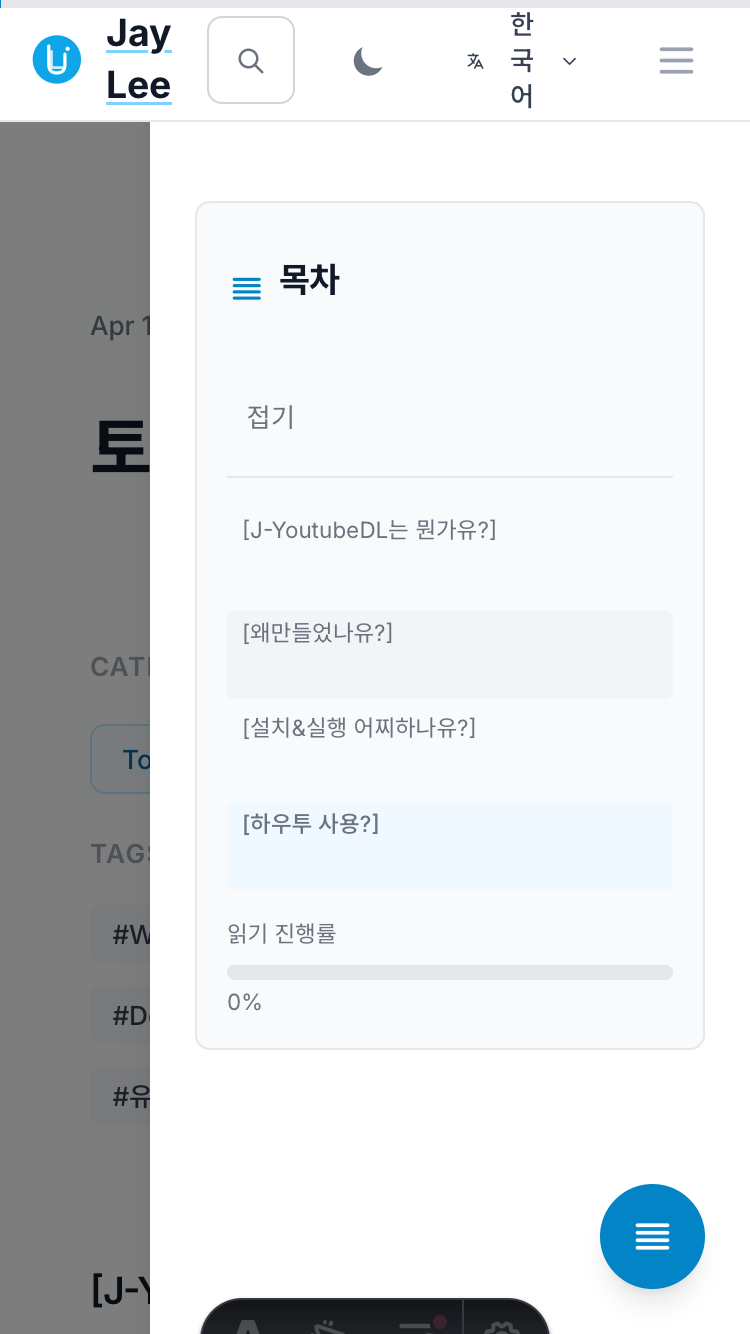 Jay
Lee
한
국
어
목차
접기
[J-YoutubeDL는 뭔가유?]
[왜만들었나유?]
[설치&실행 어찌하나유?]
[하우투 사용?]
읽기 진행률
0%
Apr 1
토
CAT
To
TAGS
#W
#D
#유
[J-Y